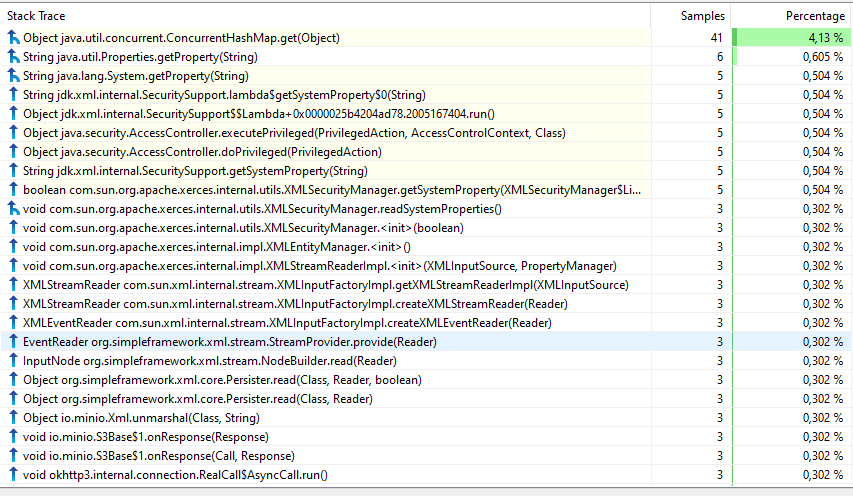 Stack Trace Samples Percentage
Object java.util.concurrent.ConcurrentHashMap.get(Object) 41 4,13 %
String java.util.Properties.getProperty(String) 6 0,605 %
String java.lang.System.getProperty(String) 5 0,504 %
String jdk.xml.internal.SecuritySupport.lambda$getSystemProperty$0(String) 5 0,504 %
Object jdk.xml.internal.SecuritySupport$$Lambda+0x0000025b4204ad78.2005167404.run() 5 0,504 %
Object java.security.AccessController.executePrivileged(PrivilegedAction, AccessControlContext, Class) 5 0,504 %
Object java.security.AccessController.doPrivileged(PrivilegedAction) 5 0,504 %
String jdk.xml.internal.SecuritySupport.getSystemProperty(String) 5 0,504 %
boolean com.sun.org.apache.xerces.internal.utils.XMLSecurityManager.getSystemProperty(XMLSecurityManager$Li... 5 0,504 %
void com.sun.org.apache.xerces.internal.utils.XMLSecurityManager.readSystemProperties() 3 0,302 %
void com.sun.org.apache.xerces.internal.utils.XMLSecurityManager.<init>(boolean) 3 0,302 %
void com.sun.org.apache.xerces.internal.impl.XMLEntityManager.<init>() 3 0,302 %
void com.sun.org.apache.xerces.internal.impl.XMLStreamReaderImpl.<init>(XMLInputSource, PropertyManager) 3 0,302 %
XMLStreamReader com.sun.xml.internal.stream.XMLInputFactoryImpl.getXMLStreamReaderImpl(XMLInputSource) 3 0,302 %
XMLStreamReader com.sun.xml.internal.stream.XMLInputFactoryImpl.createXMLStreamReader(Reader) 3 0,302 %
XMLEventReader com.sun.xml.internal.stream.XMLInputFactoryImpl.createXMLEventReader(Reader) 3 0,302 %
EventReader org.simpleframework.xml.stream.StreamProvider.provide(Reader) 3 0,302 %
InputNode org.simpleframework.xml.stream.NodeBuilder.read(Reader) 3 0,302 %
Object org.simpleframework.xml.core.Persister.read(Class, Reader, boolean) 3 0,302 %
Object org.simpleframework.xml.core.Persister.read(Class, Reader) 3 0,302 %
Object io.minio.Xml.unmarshal(Class, String) 3 0,302 %
void io.minio.S3Base$1.onResponse(Response) 3 0,302 %
void io.minio.S3Base$1.onResponse(Call, Response) 3 0,302 %
void okhttp3.internal.connection.RealCall$AsyncCall.run() 3 0,302 %